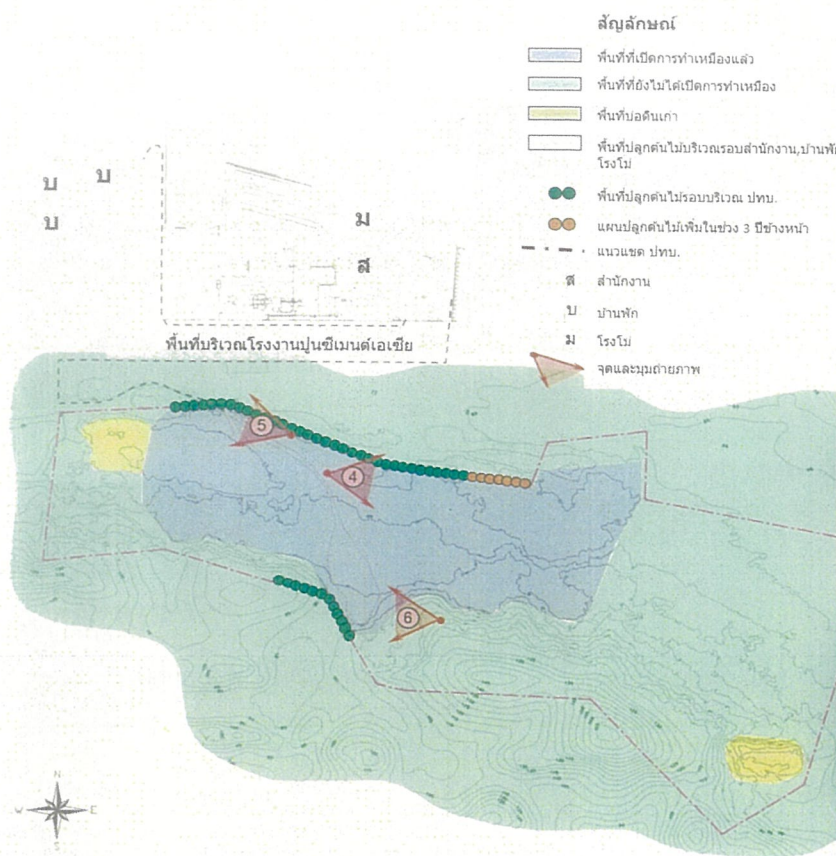 สัญลักษณ์
พื้นที่ที่เปิดการทำเหมืองแล้ว
พื้นที่ที่ยังไม่ได้เปิดการทำเหมือง
พื้นที่บ่อดินเก่า
พื้นที่ปลูกต้นไม้บริเวณรอบสำนักงาน,บ้านพัก
โรงโม่
พื้นที่ปลูกต้นไม้รอบบริเวณ ปทบ.
แผนปลูกต้นไม้เพิ่มในช่วง 3 ปีข้างหน้า
แนวเขต ปทบ.
ส สำนักงาน
บ บ้านพัก
ม โรงโม่
จุดและมุมถ่ายภาพ
บ บ
บ
ม
ส
พื้นที่บริเวณโรงงานปูนซีเมนต์เอเชีย
5
4
6
N
W E
S